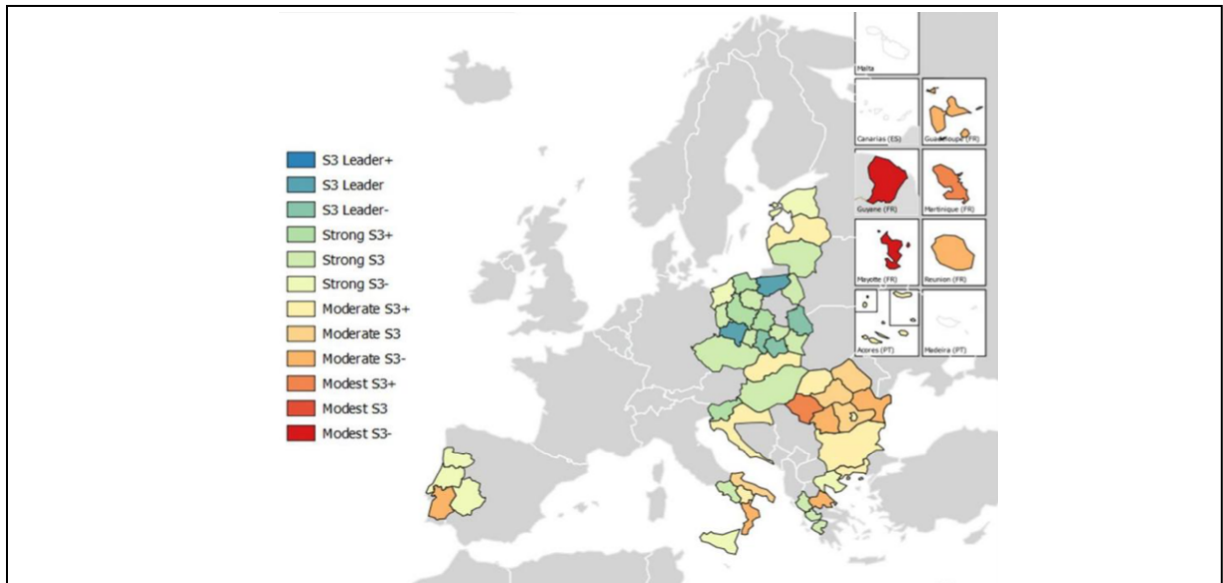 S3 Leader+
S3 Leader
S3 Leader-
Strong S3+
Strong S3
Strong S3-
Moderate S3+
Moderate S3
Moderate S3-
Modest S3+
Modest S3
Modest S3-
Malta
Canarias (ES)
Guadeloupe (FR)
Guyane (FR)
Martinique (FR)
Mayotte (FR)
Reunion (FR)
Acores (PT)
Madeira (PT)